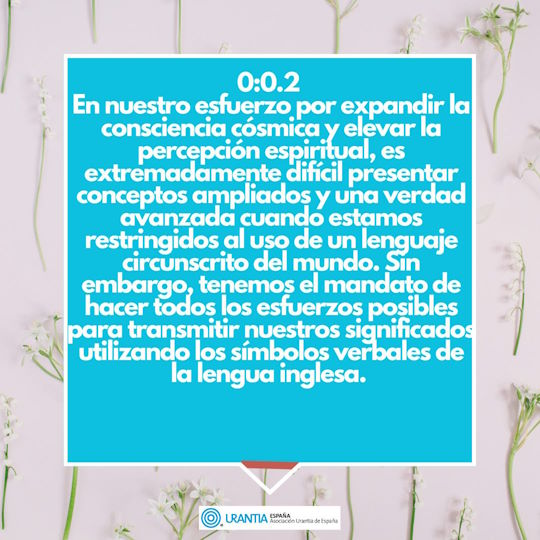 0:0.2
En nuestro esfuerzo por expandir la
consciencia cósmica y elevar la
percepción espiritual, es
extremadamente difícil presentar
conceptos ampliados y una verdad
avanzada cuando estamos
restringidos al uso de un lenguaje
circunscrito del mundo. Sin
embargo, tenemos el mandato de
hacer todos los esfuerzos posibles
para transmitir nuestros significados
utilizando los símbolos verbales de
la lengua inglesa.
URANTIA ESPAÑA
Asociación Urantia de España